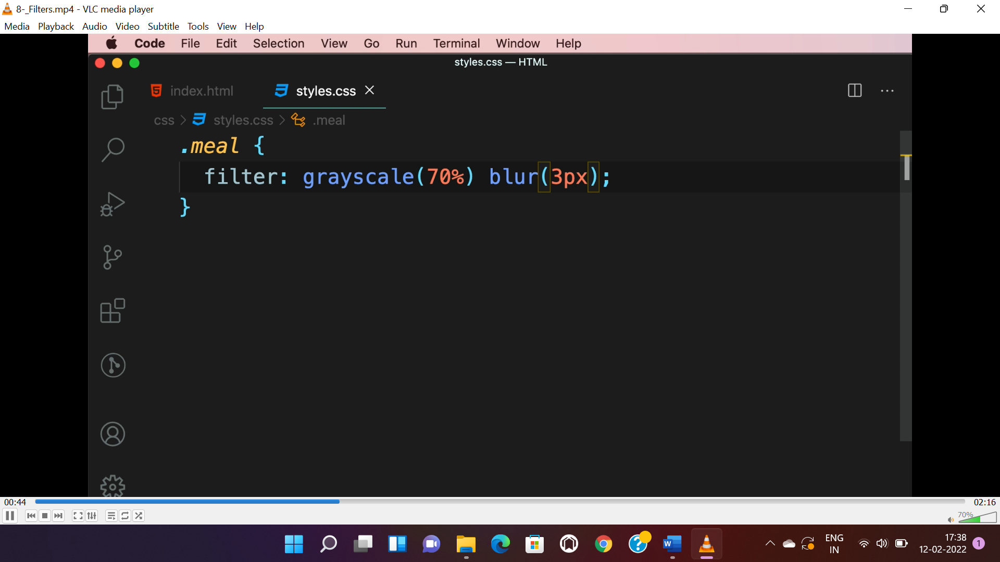 8-_Filters.mp4 - VLC media player
Media Playback Audio Video Subtitle Tools View Help
Code File Edit Selection View Go Run Terminal Window Help
styles.css — HTML
index.html styles.css
css > styles.css > .meal
.meal {
filter: grayscale(70%) blur(3px);
}
00:44 02:16
70%
ENG 17:38 1
IN 12-02-2022